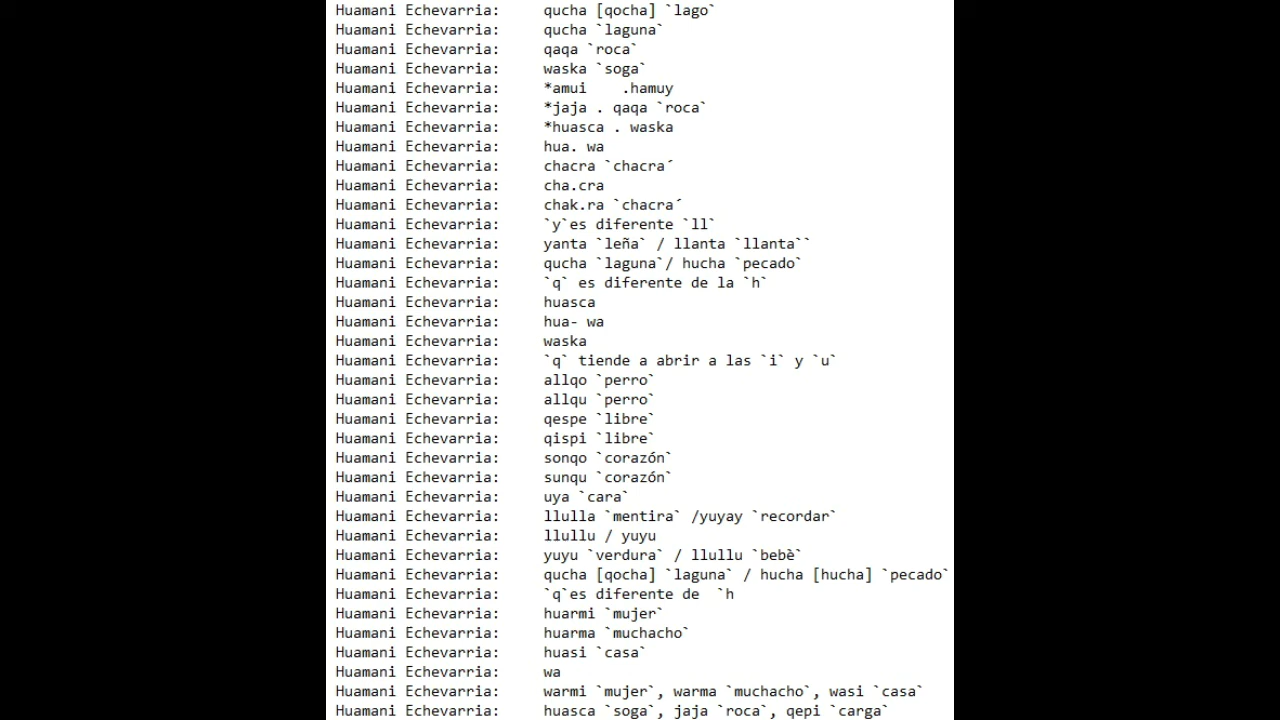 Huamani Echevarria: qucha [qocha] `lago`
Huamani Echevarria: qucha `laguna`
Huamani Echevarria: qaqa `roca`
Huamani Echevarria: waska `soga`
Huamani Echevarria: *amui .hamuy
Huamani Echevarria: *jaja . qaqa `roca`
Huamani Echevarria: *huasca . waska
Huamani Echevarria: hua. wa
Huamani Echevarria: chacra `chacra´
Huamani Echevarria: cha.cra
Huamani Echevarria: chak.ra `chacra´
Huamani Echevarria: `y`es diferente `ll`
Huamani Echevarria: yanta `leña` / llanta `llanta``
Huamani Echevarria: qucha `laguna`/ hucha `pecado`
Huamani Echevarria: `q` es diferente de la `h`
Huamani Echevarria: huasca
Huamani Echevarria: hua- wa
Huamani Echevarria: waska
Huamani Echevarria: `q` tiende a abrir a las `i` y `u`
Huamani Echevarria: allqo `perro`
Huamani Echevarria: allqu `perro`
Huamani Echevarria: qespe `libre`
Huamani Echevarria: qispi `libre`
Huamani Echevarria: sonqo `corazón`
Huamani Echevarria: sunqu `corazón`
Huamani Echevarria: uya `cara`
Huamani Echevarria: llulla `mentira` /yuyay `recordar`
Huamani Echevarria: llullu / yuyu
Huamani Echevarria: yuyu `verdura` / llullu `bebè`
Huamani Echevarria: qucha [qocha] `laguna` / hucha [hucha] `pecado`
Huamani Echevarria: `q`es diferente de `h
Huamani Echevarria: huarmi `mujer`
Huamani Echevarria: huarma `muchacho`
Huamani Echevarria: huasi `casa`
Huamani Echevarria: wa
Huamani Echevarria: warmi `mujer`, warma `muchacho`, wasi `casa`
Huamani Echevarria: huasca `soga`, jaja `roca`, qepi `carga`